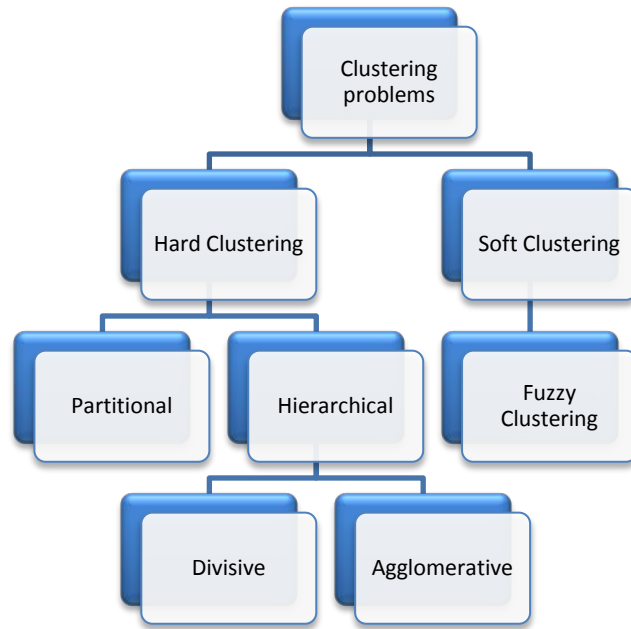 Clustering
problems
Hard Clustering
Soft Clustering
Partitional
Hierarchical
Fuzzy
Clustering
Divisive
Agglomerative